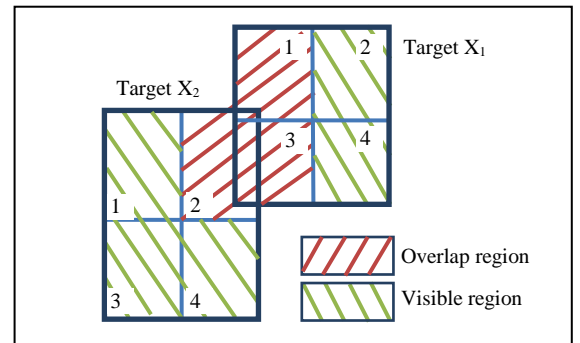 1 2 Target X₁
Target X₂
3 4
1 2
3 4
Overlap region
Visible region